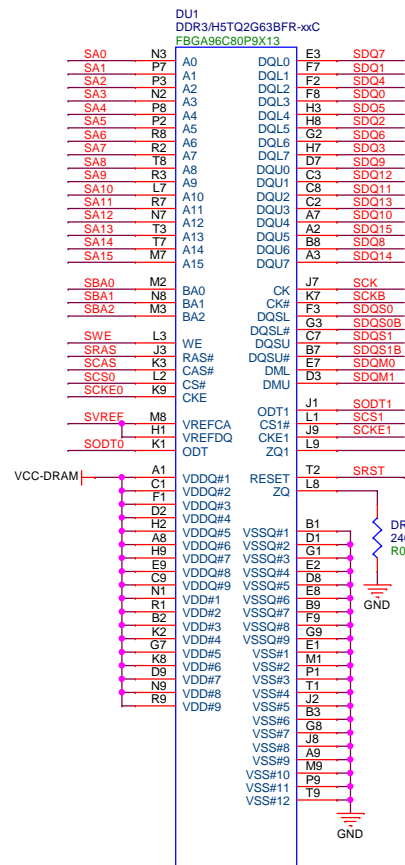 DU1
DDR3/H5TQ2G63BFR-xxC
FBGA96C80P9X13
SA0 N3 A0 DQL0 E3 SDQ7
SA1 P7 A1 DQL1 F7 SDQ1
SA2 P3 A2 DQL2 F2 SDQ4
SA3 N2 A3 DQL3 F8 SDQ0
SA4 P8 A4 DQL4 H3 SDQ5
SA5 P2 A5 DQL5 H8 SDQ2
SA6 R8 A6 DQL6 G2 SDQ6
SA7 R2 A7 DQL7 H7 SDQ3
SA8 T8 A8 DQU0 D7 SDQ9
SA9 R3 A9 DQU1 C3 SDQ12
SA10 L7 A10 DQU2 C8 SDQ11
SA11 R7 A11 DQU3 C2 SDQ13
SA12 N7 A12 DQU4 A7 SDQ10
SA13 T3 A13 DQU5 A2 SDQ15
SA14 T7 A14 DQU6 B8 SDQ8
SA15 M7 A15 DQU7 A3 SDQ14
SBA0 M2 BA0 CK J7 SCK
SBA1 N8 BA1 CK# K7 SCKB
SBA2 M3 BA2 DQSL F3 SDQS0
DQSL# G3 SDQS0B
SWE L3 WE DQSU C7 SDQS1
SRAS J3 RAS# DQSU# B7 SDQS1B
SCAS K3 CAS# DML E7 SDQM0
SCS0 L2 CS# DMU D3 SDQM1
SCKE0 K9 CKE
ODT1 J1 SODT1
SVREF M8 VREFCA CS1# L1 SCS1
H1 VREFDQ CKE1 J9 SCKE1
SODT0 K1 ODT ZQ1 L9
VCC-DRAM A1 VDDQ#1 RESET T2 SRST
C1 VDDQ#2 ZQ L8
F1 VDDQ#3
D2 VDDQ#4
H2 VDDQ#5 VSSQ#1 B1
A8 VDDQ#6 VSSQ#2 D1
H9 VDDQ#7 VSSQ#3 G1
E9 VDDQ#8 VSSQ#4 E2
C9 VDDQ#9 VSSQ#5 D8
N1 VDD#1 VSSQ#6 E8
R1 VDD#2 VSSQ#7 B9
B2 VDD#3 VSSQ#8 F9
K2 VDD#4 VSSQ#9 G9
G7 VDD#5 VSS#1 E1
K8 VDD#6 VSS#2 M1
D9 VDD#7 VSS#3 P1
N9 VDD#8 VSS#4 T1
R9 VDD#9 VSS#5 J2
VSS#6 B3
VSS#7 G8
VSS#8 J8
VSS#9 A9
VSS#10 M9
VSS#11 P9
VSS#12 T9
DR
24
R0
GND
GND